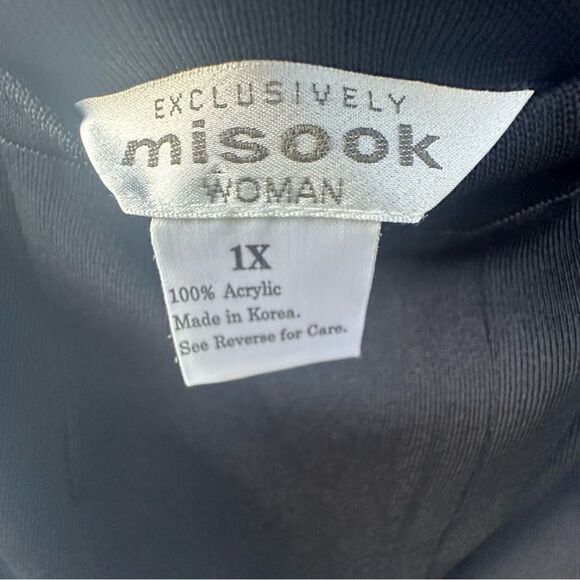 EXCLUSIVELY
misook
WOMAN
1X
100% Acrylic
Made in Korea.
See Reverse for Care.